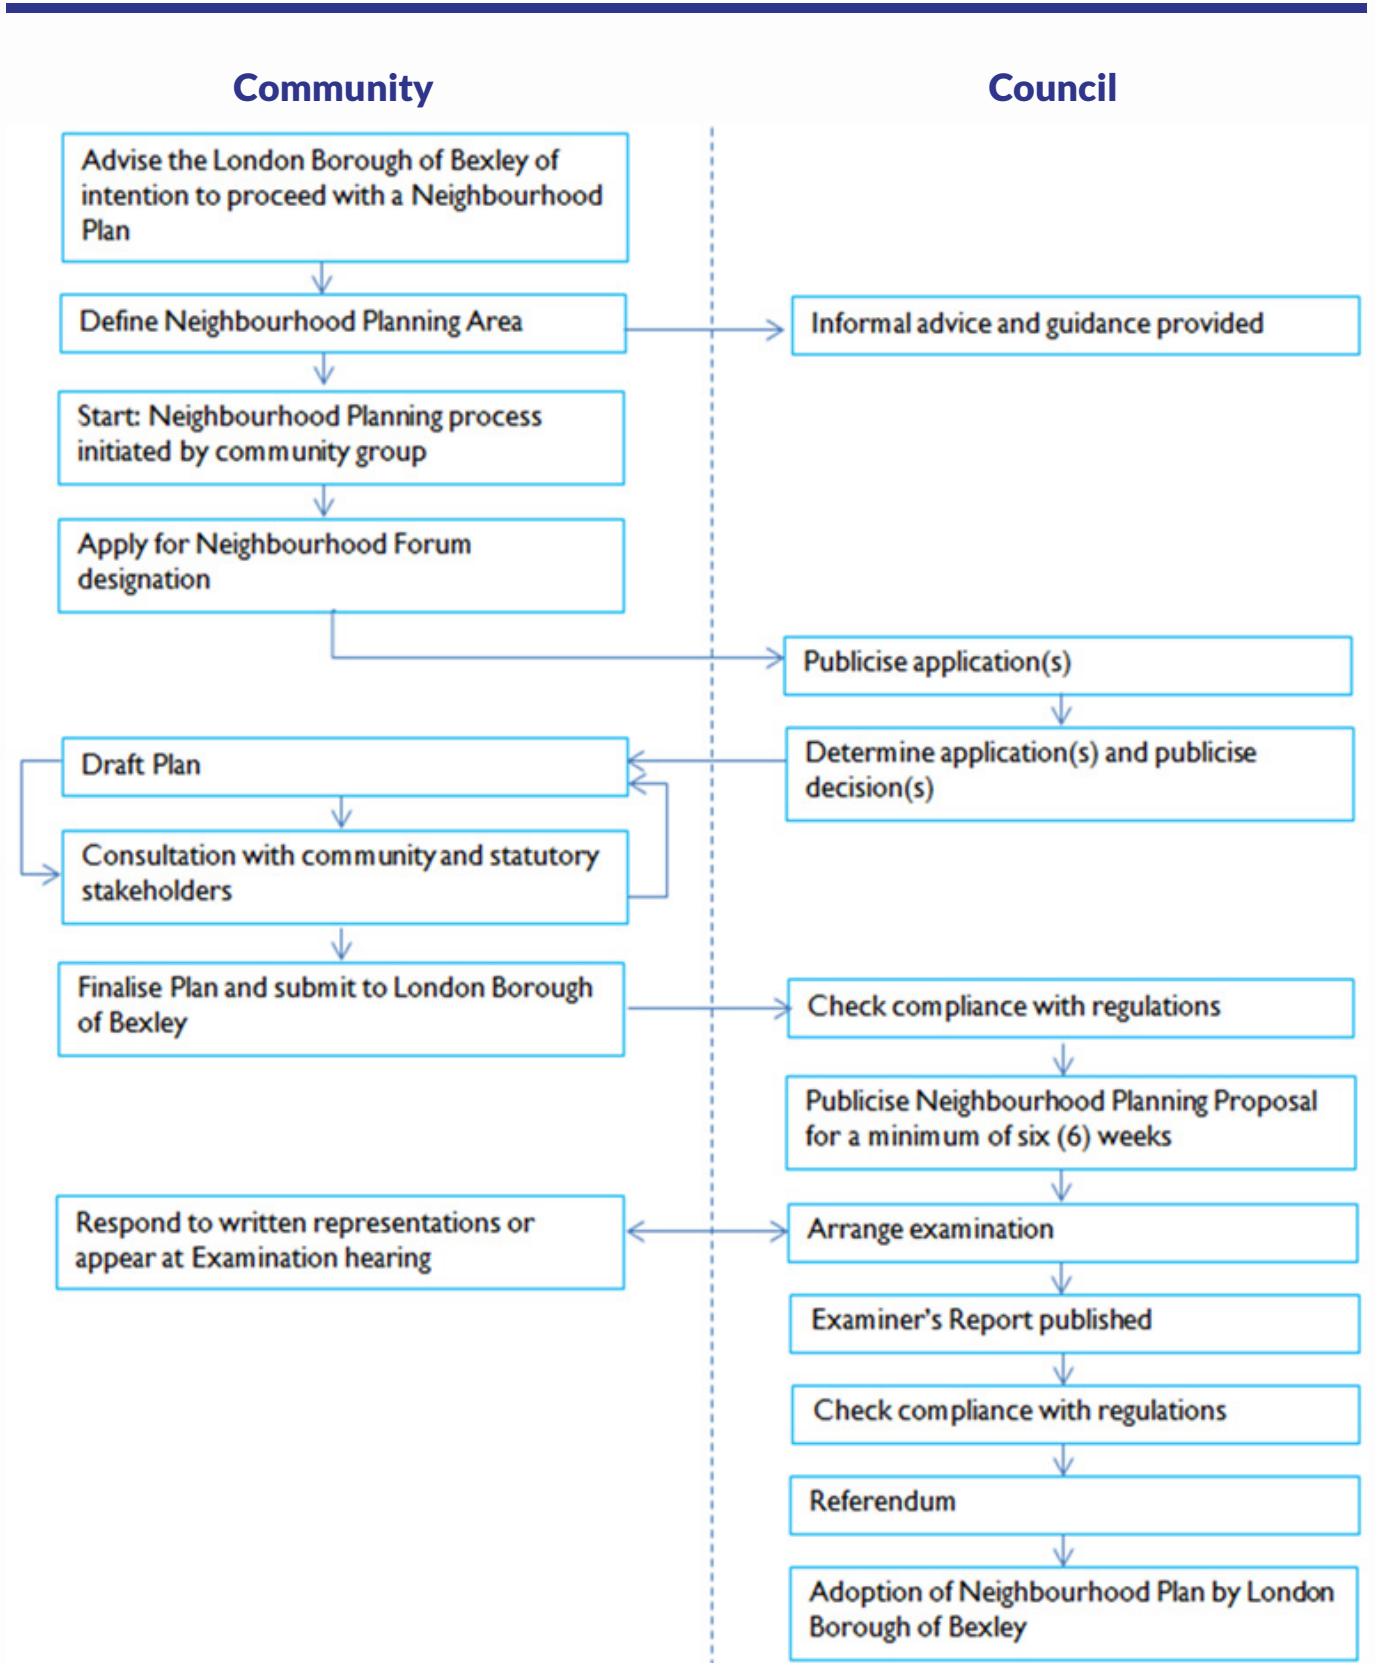 Community
Council
Advise the London Borough of Bexley of
intention to proceed with a Neighbourhood
Plan
Define Neighbourhood Planning Area
Informal advice and guidance provided
Start: Neighbourhood Planning process
initiated by community group
Apply for Neighbourhood Forum
designation
Publicise application(s)
Determine application(s) and publicise
decision(s)
Draft Plan
Consultation with community and statutory
stakeholders
Finalise Plan and submit to London Borough
of Bexley
Check compliance with regulations
Publicise Neighbourhood Planning Proposal
for a minimum of six (6) weeks
Respond to written representations or
appear at Examination hearing
Arrange examination
Examiner’s Report published
Check compliance with regulations
Referendum
Adoption of Neighbourhood Plan by London
Borough of Bexley